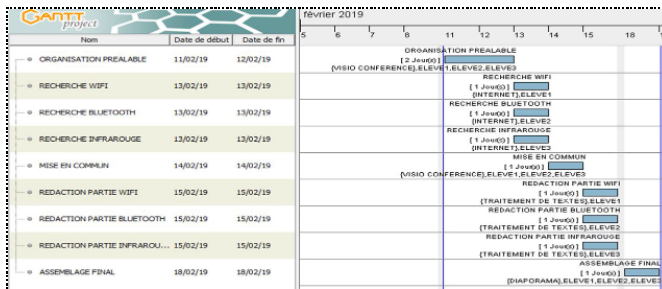 GANTT
project
Nom Date de début Date de fin
ORGANISATION PREALABLE 11/02/19 12/02/19
RECHERCHE WIFI 13/02/19 13/02/19
RECHERCHE BLUETOOTH 13/02/19 13/02/19
RECHERCHE INFRAROUGE 13/02/19 13/02/19
MISE EN COMMUN 14/02/19 14/02/19
REDACTION PARTIE WIFI 15/02/19 15/02/19
REDACTION PARTIE BLUETOOTH 15/02/19 15/02/19
REDACTION PARTIE INFRAROU... 15/02/19 15/02/19
ASSEMBLAGE FINAL 18/02/19 18/02/19
février 2019
5 6 7 8 11 12 13 14 15 18
ORGANISATION PREALABLE
[ 2 Jour(s) ]
{VISIO CONFERENCE},ELEVE1,ELEVE2,ELEVE3
RECHERCHE WIFI
[ 1 Jour(s) ]
{INTERNET},ELEVE1
RECHERCHE BLUETOOTH
[ 1 Jour(s) ]
{INTERNET},ELEVE2
RECHERCHE INFRAROUGE
[ 1 Jour(s) ]
{INTERNET},ELEVE3
MISE EN COMMUN
[ 1 Jour(s) ]
{VISIO CONFERENCE},ELEVE1,ELEVE2,ELEVE3
REDACTION PARTIE WIFI
[ 1 Jour(s) ]
{TRAITEMENT DE TEXTES},ELEVE1
REDACTION PARTIE BLUETOOTH
[ 1 Jour(s) ]
{TRAITEMENT DE TEXTES},ELEVE2
REDACTION PARTIE INFRAROUGE
[ 1 Jour(s) ]
{TRAITEMENT DE TEXTES},ELEVE3
ASSEMBLAGE FINAL
[ 1 Jour(s) ]
{DIAPORAMA},ELEVE1,ELEVE2,ELEVE3